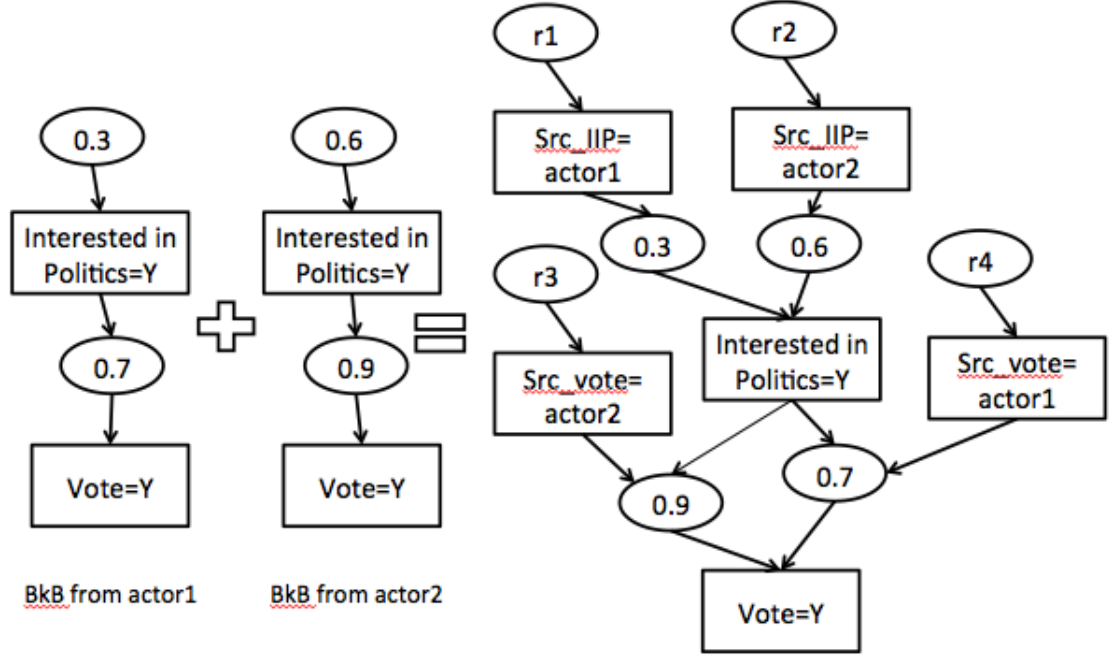 0.3
Interested in
Politics=Y
0.7
Vote=Y
BkB from actor1
0.6
Interested in
Politics=Y
0.9
Vote=Y
BkB from actor2
r1
r2
Src_IIP=
actor1
Src_IIP=
actor2
0.3
0.6
r3
r4
Src_vote=
actor2
Interested in
Politics=Y
Src_vote=
actor1
0.9
0.7
Vote=Y